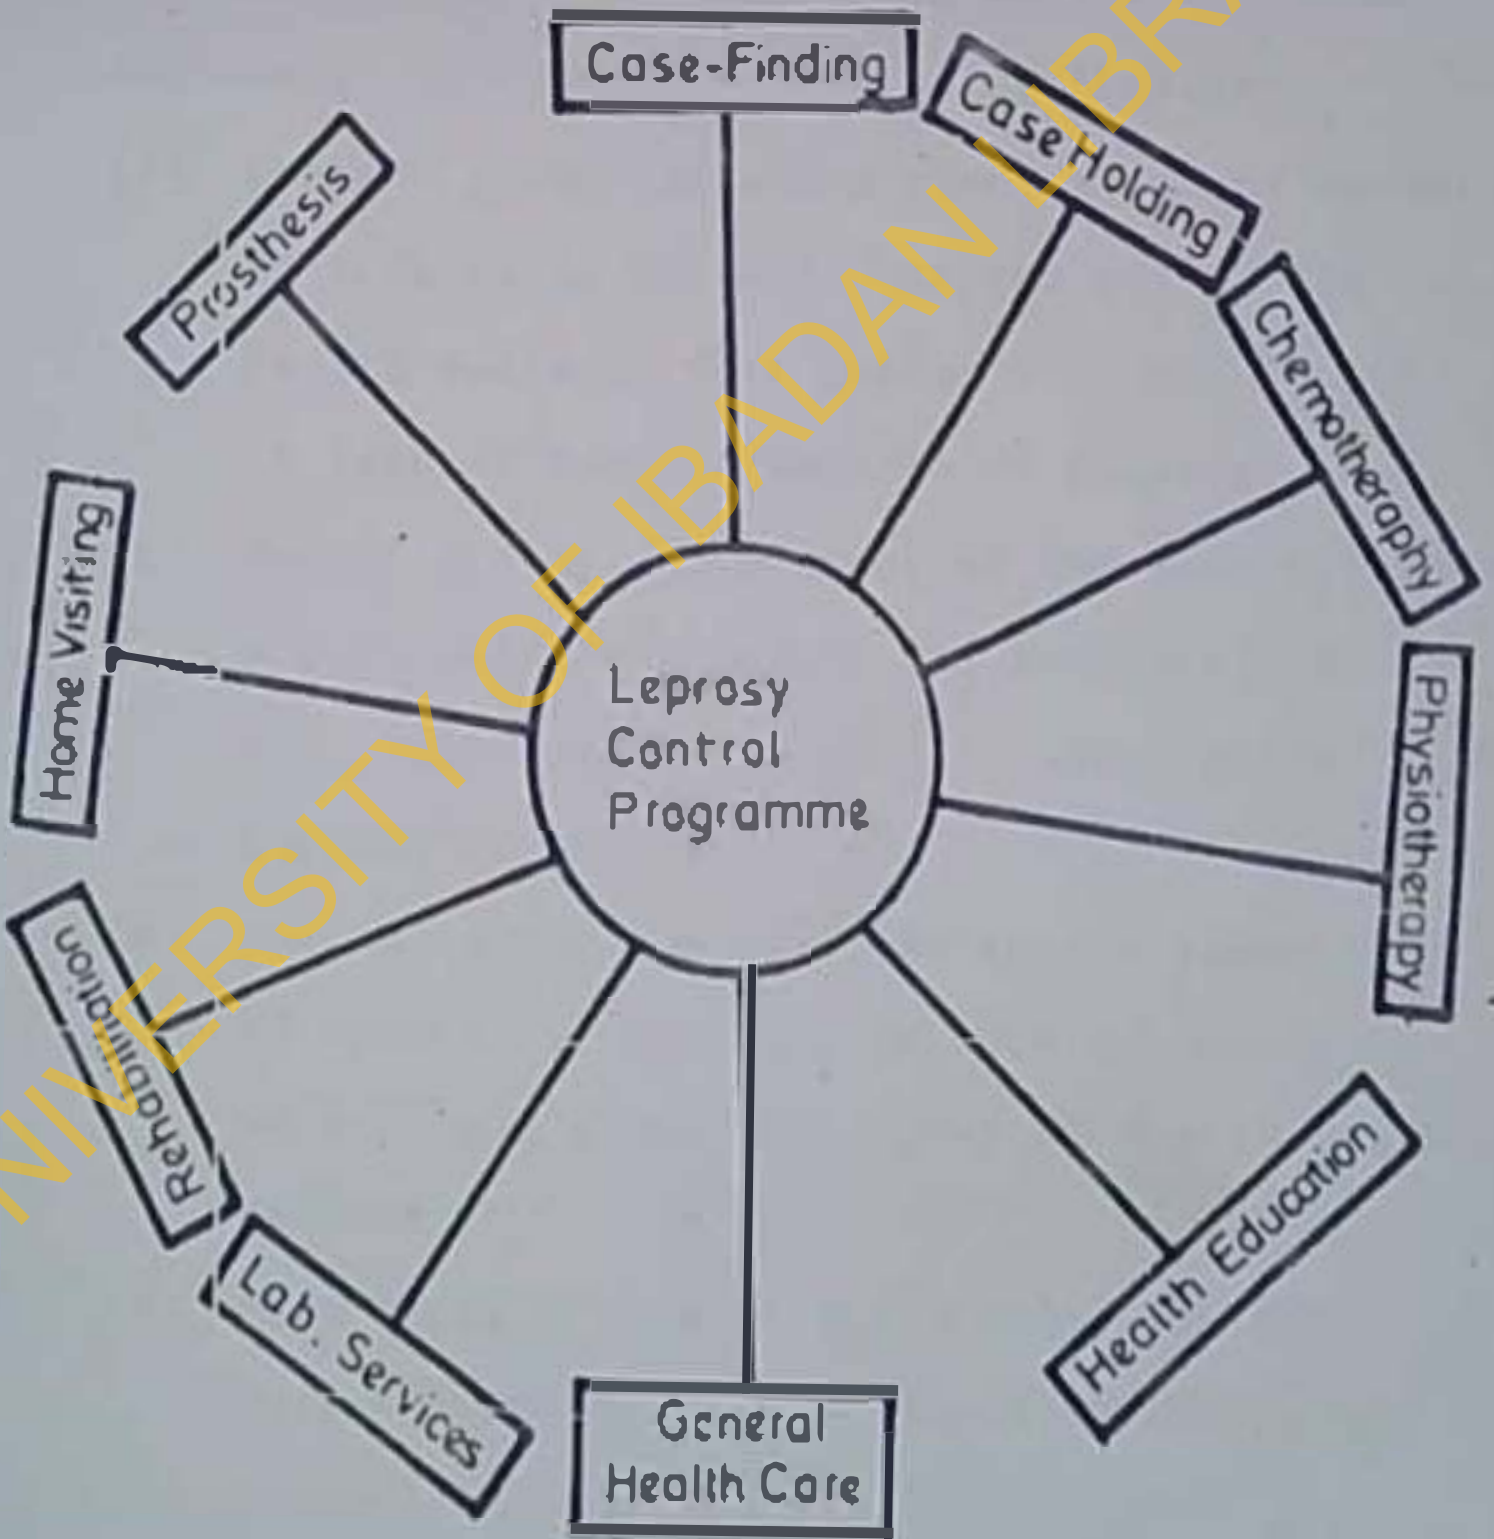 Case-Finding
Case Holding
Chemotheraphy
Physiotherapy
Health Education
General
Health Care
Lab. Services
Rehabilitation
Home Visiting
Prosthesis
Leprosy
Control
Programme
UNIVERSITY OF IBADAN LIBRA